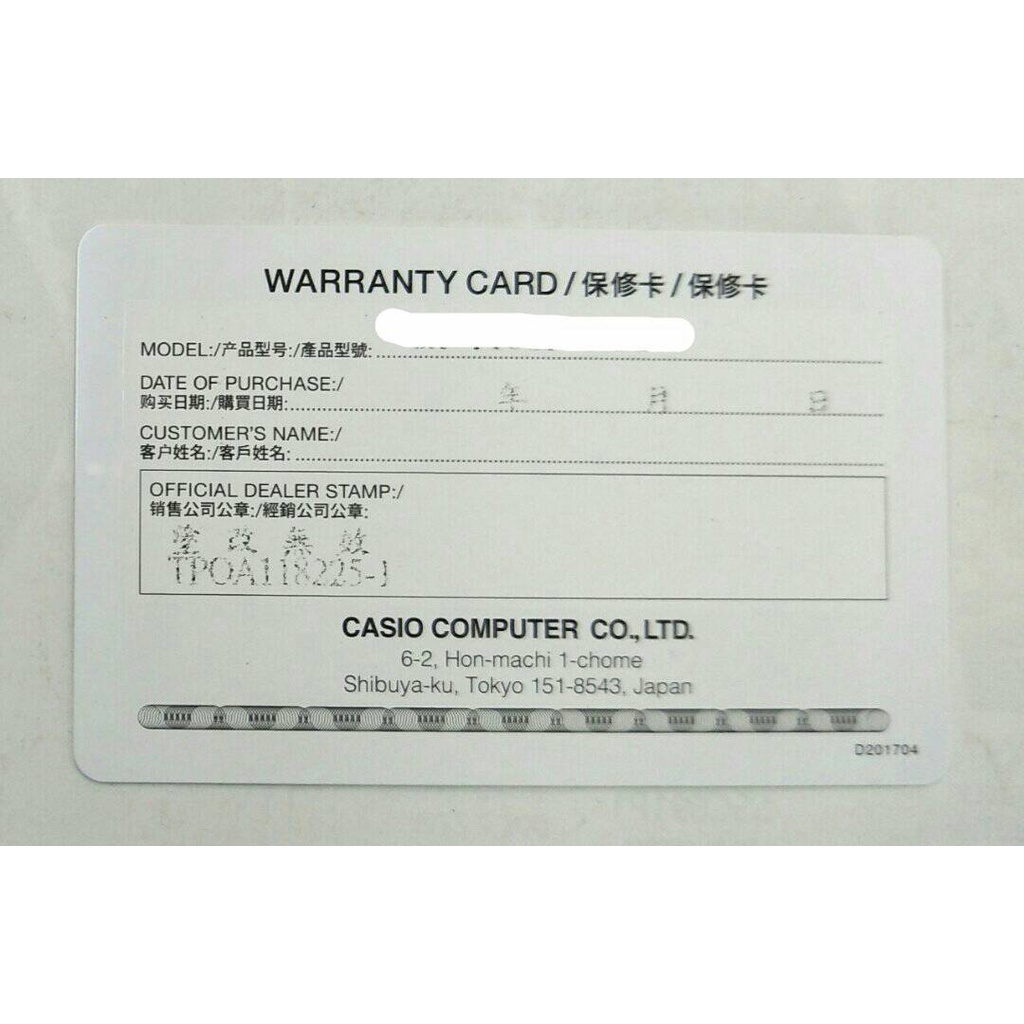 WARRANTY CARD / 保修卡 / 保修卡
MODEL:/产品型号:/產品型號:
DATE OF PURCHASE:/
购买日期:/購買日期: 年 月 日
CUSTOMER'S NAME:/
客户姓名:/客戶姓名:
OFFICIAL DEALER STAMP:/
销售公司公章:/經銷公司公章:
塗改無效
TPOA118225-1
CASIO COMPUTER CO., LTD.
6-2, Hon-machi 1-chome
Shibuya-ku, Tokyo 151-8543, Japan
D201704